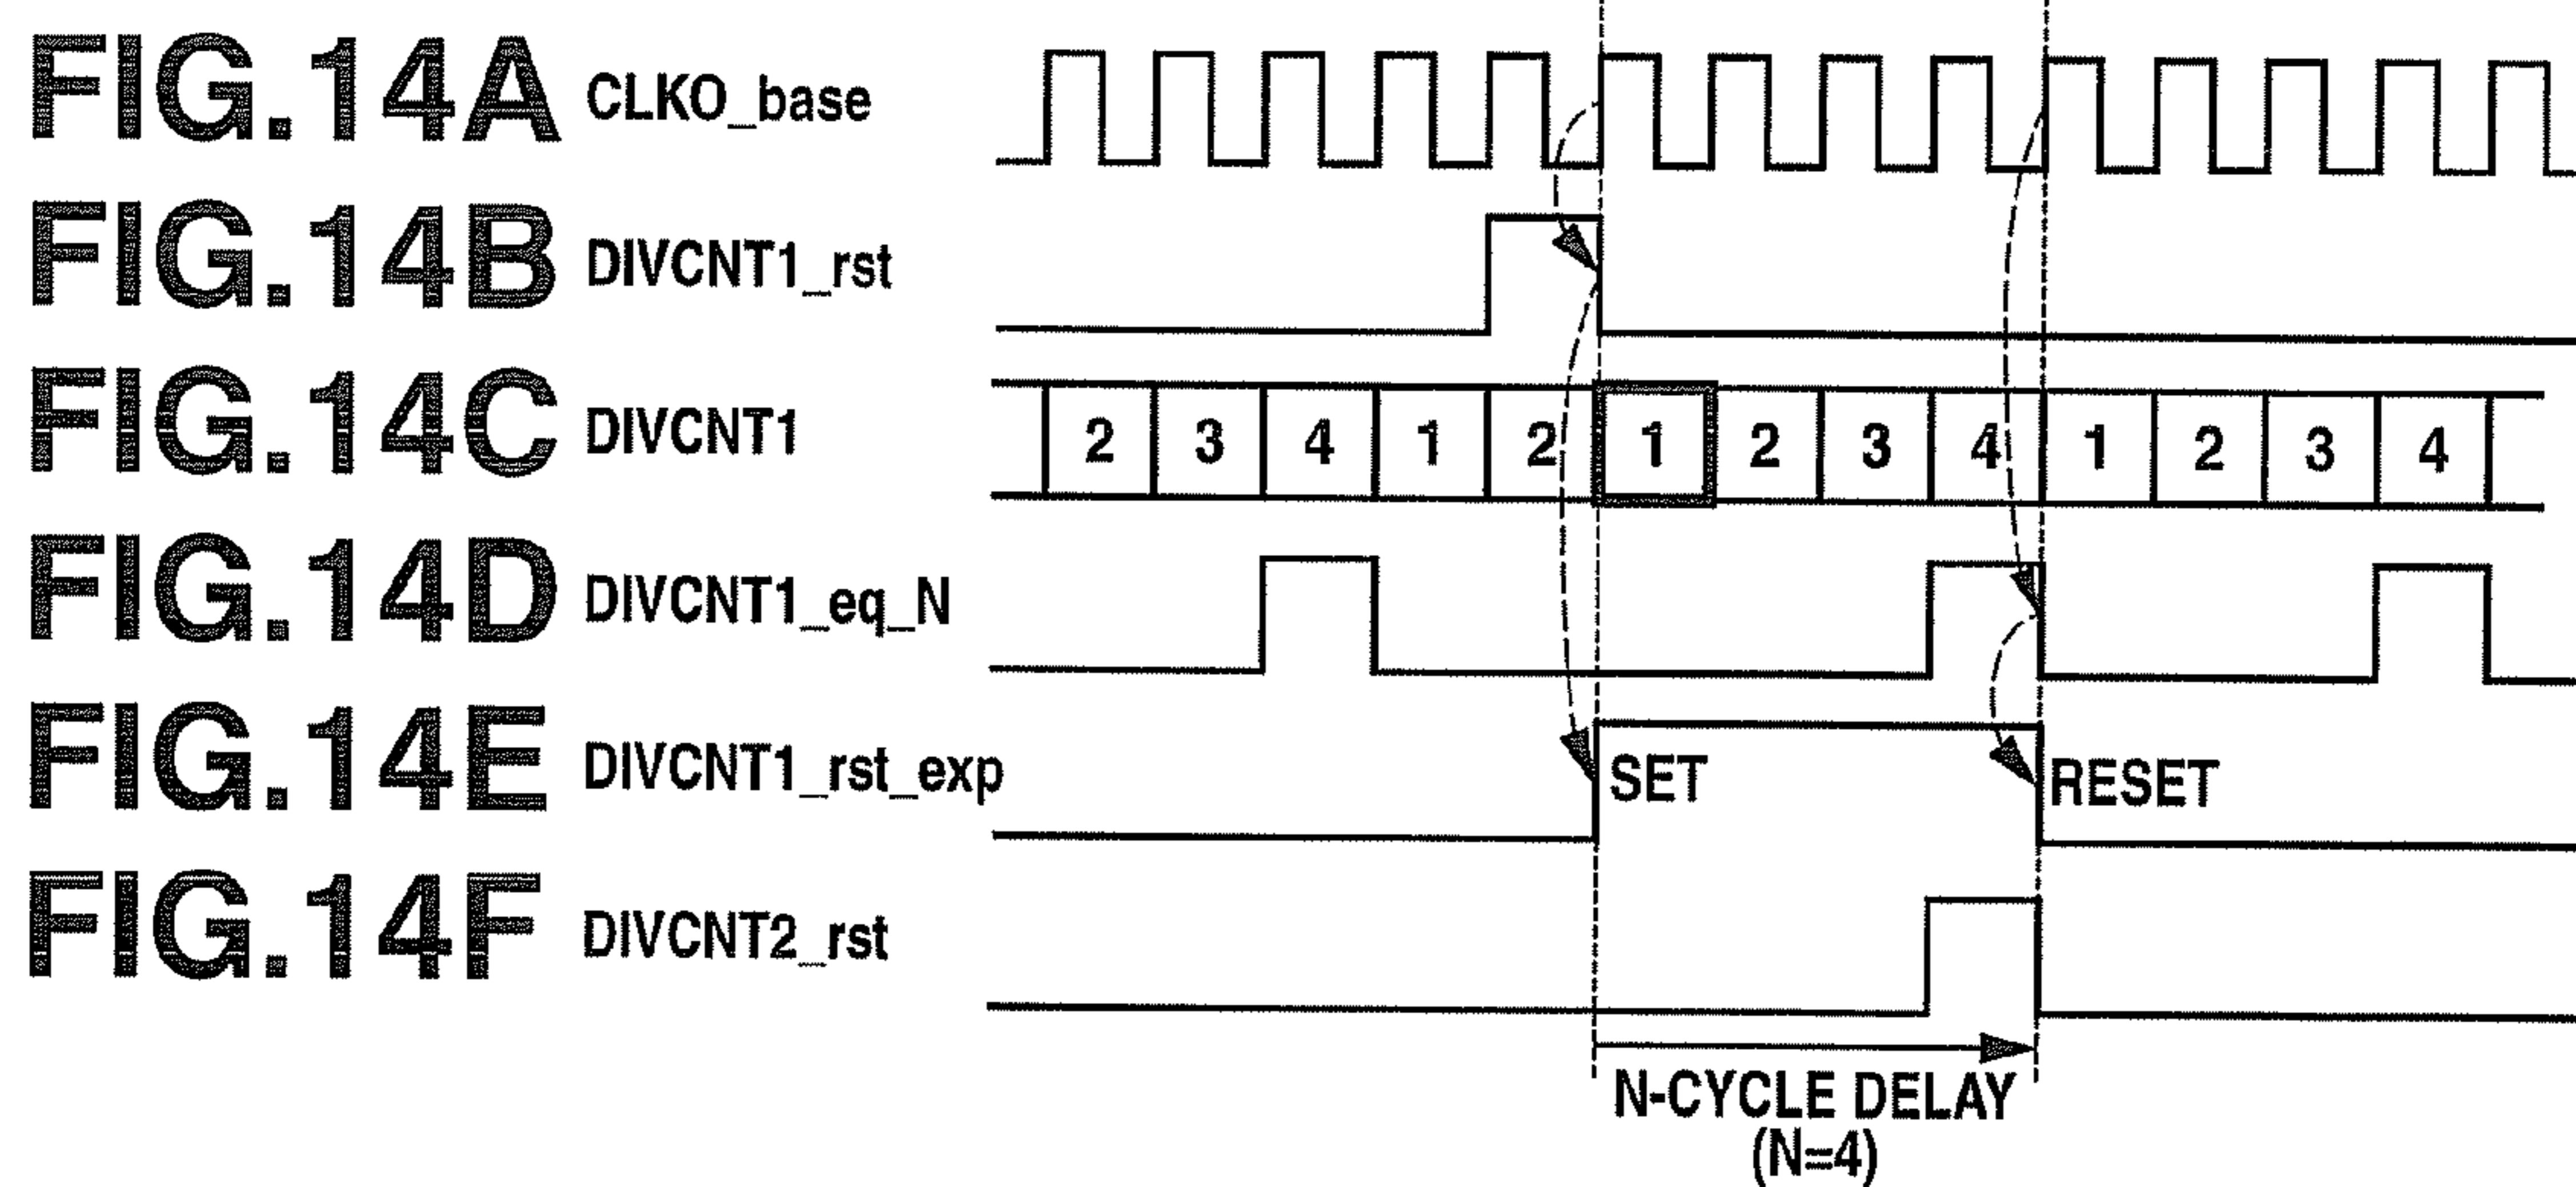 FIG.14A CLKO_base
FIG.14B DIVCNT1_rst
FIG.14C DIVCNT1 2 3 4 1 2 1 2 3 4 1 2 3 4
FIG.14D DIVCNT1_eq_N
FIG.14E DIVCNT1_rst_exp SET RESET
FIG.14F DIVCNT2_rst
N-CYCLE DELAY
(N=4)